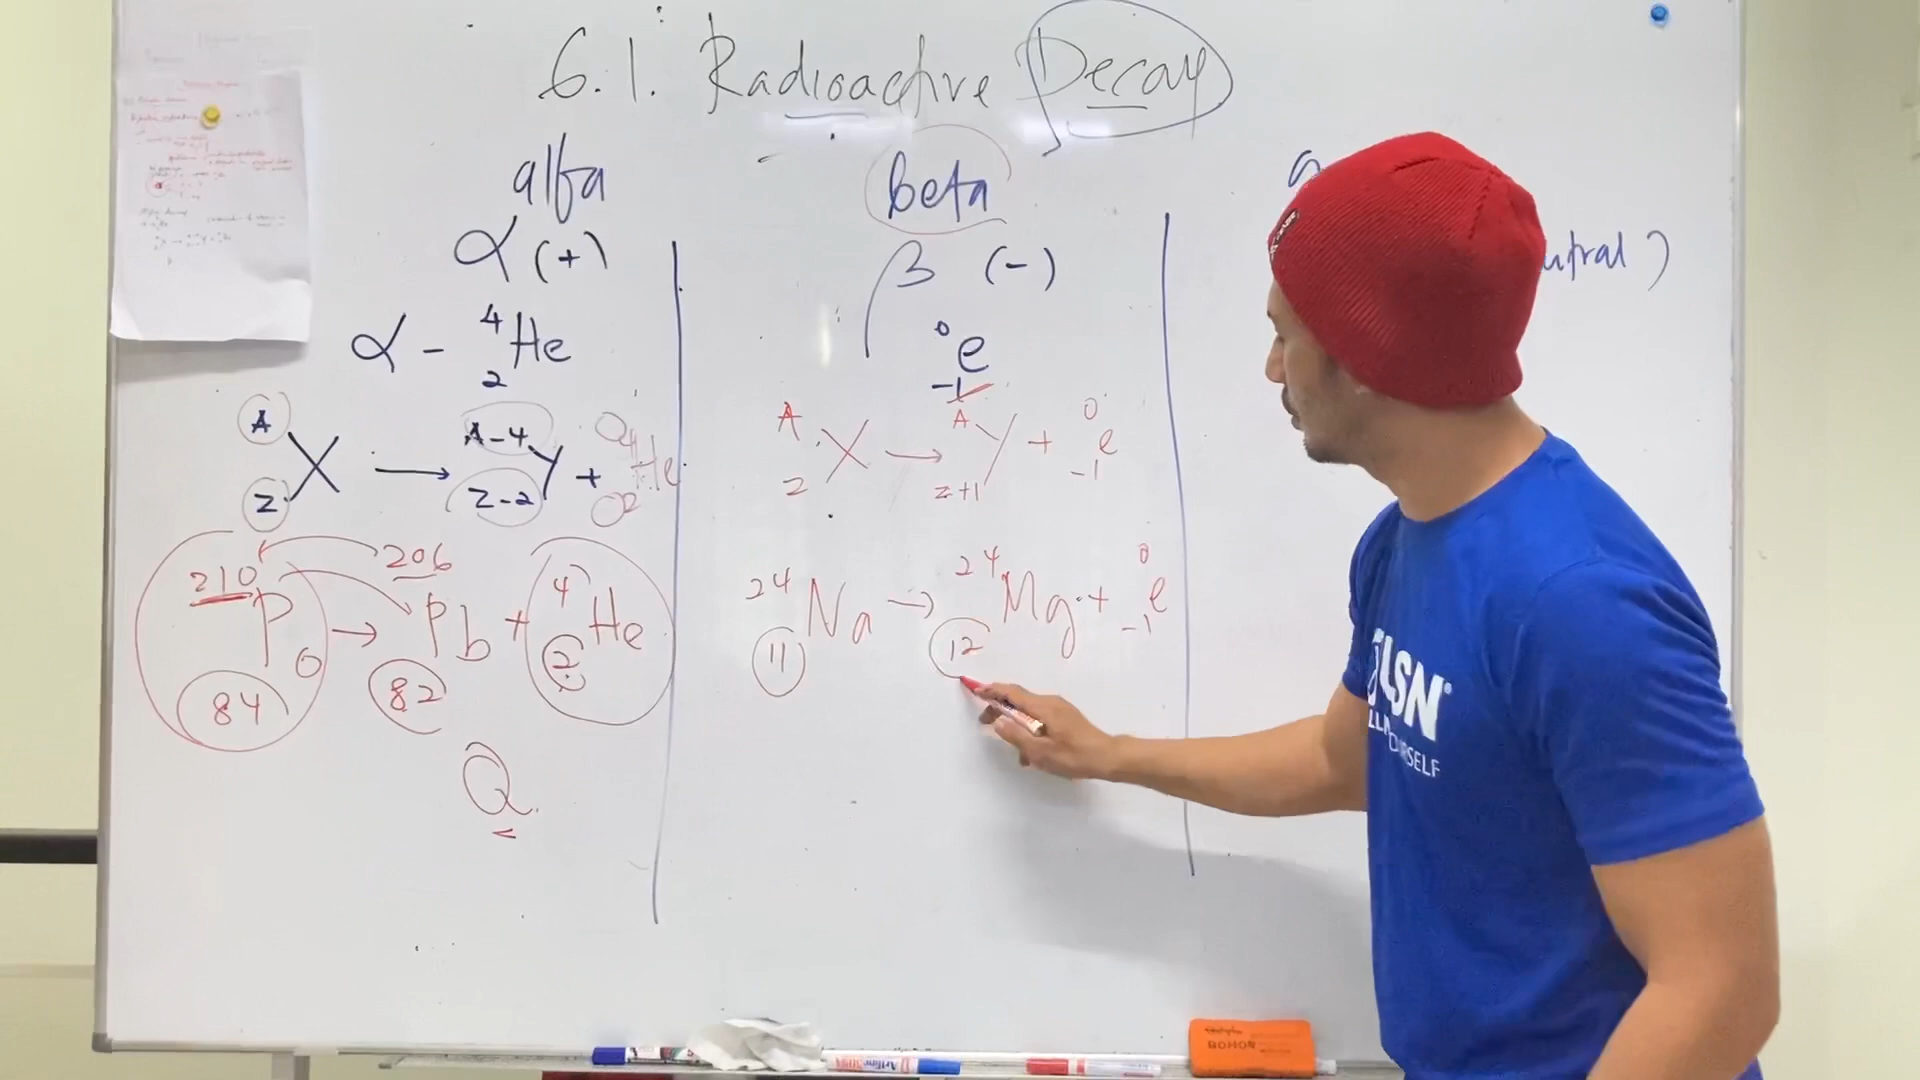 6.1. Radioactive Decay
alfa
α (+)
α - ⁴₂He
ᴬ_Z X → ᴬ⁻⁴_Z₋₂ Y + ⁴₂He
²¹⁰₈₄Po → ²⁰⁶₈₂Pb + ⁴₂He
Q
Beta
β (-)
⁰₋₁e
ᴬ_Z X → ᴬ_Z₊₁ Y + ⁰₋₁e
²⁴₁₁Na → ²⁴₁₂Mg + ⁰₋₁e
utral)
LSN
SELF